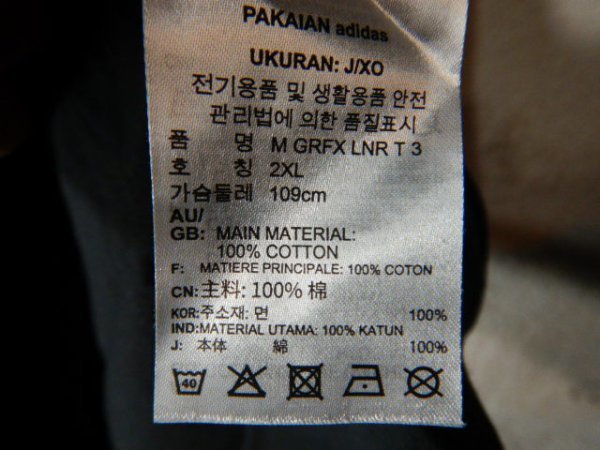 PAKAIAN adidas
UKURAN: J/XO
전기용품 및 생활용품 안전
관리법에 의한 품질표시
품 명 M GRFX LNR T 3
호 칭 2XL
가슴둘레 109cm
AU/
GB: MAIN MATERIAL:
100% COTTON
F: MATIERE PRINCIPALE: 100% COTON
CN:主料: 100% 棉
KOR:주소재: 면 100%
IND:MATERIAL UTAMA: 100% KATUN
J: 本体 綿 100%
40